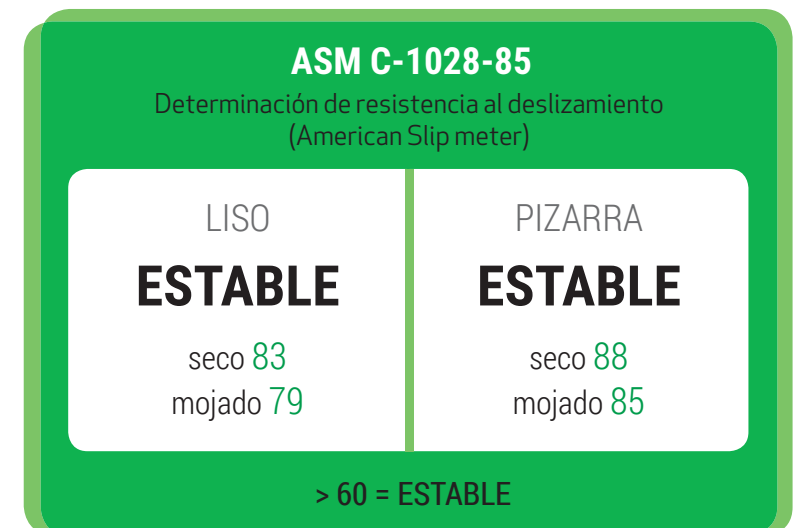 ASM C-1028-85
Determinación de resistencia al deslizamiento
(American Slip meter)
LISO
ESTABLE
seco 83
mojado 79
PIZARRA
ESTABLE
seco 88
mojado 85
> 60 = ESTABLE